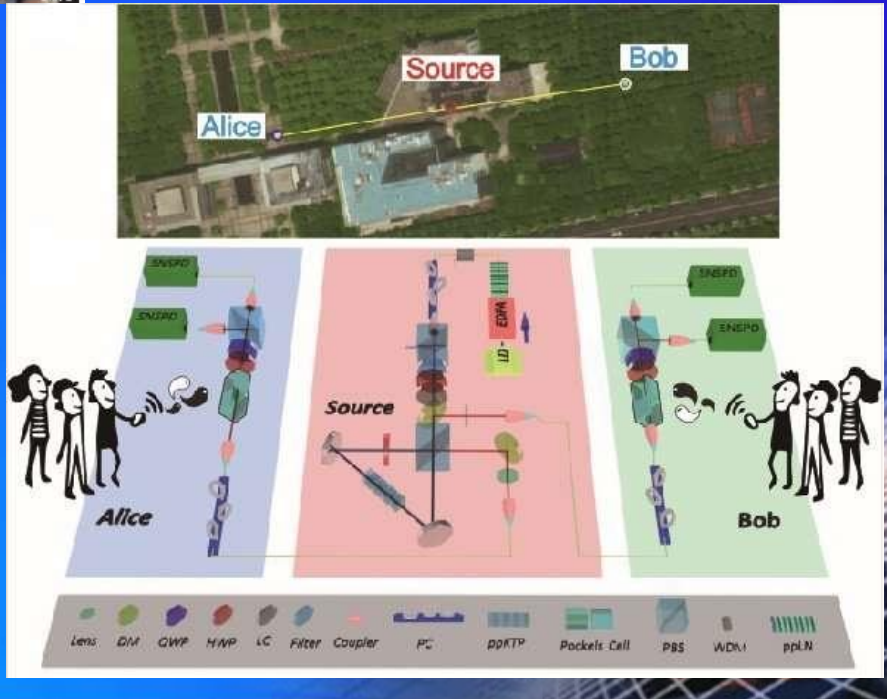 Source
Bob
Alice
SNSPD
SNSPD
EDFA
LD
SNSPD
SNSPD
Source
Alice
Bob
Lens
DM
QWP
HWP
LC
Filter
Coupler
PC
ppKTP
Pockels Cell
PBS
WDM
ppLN